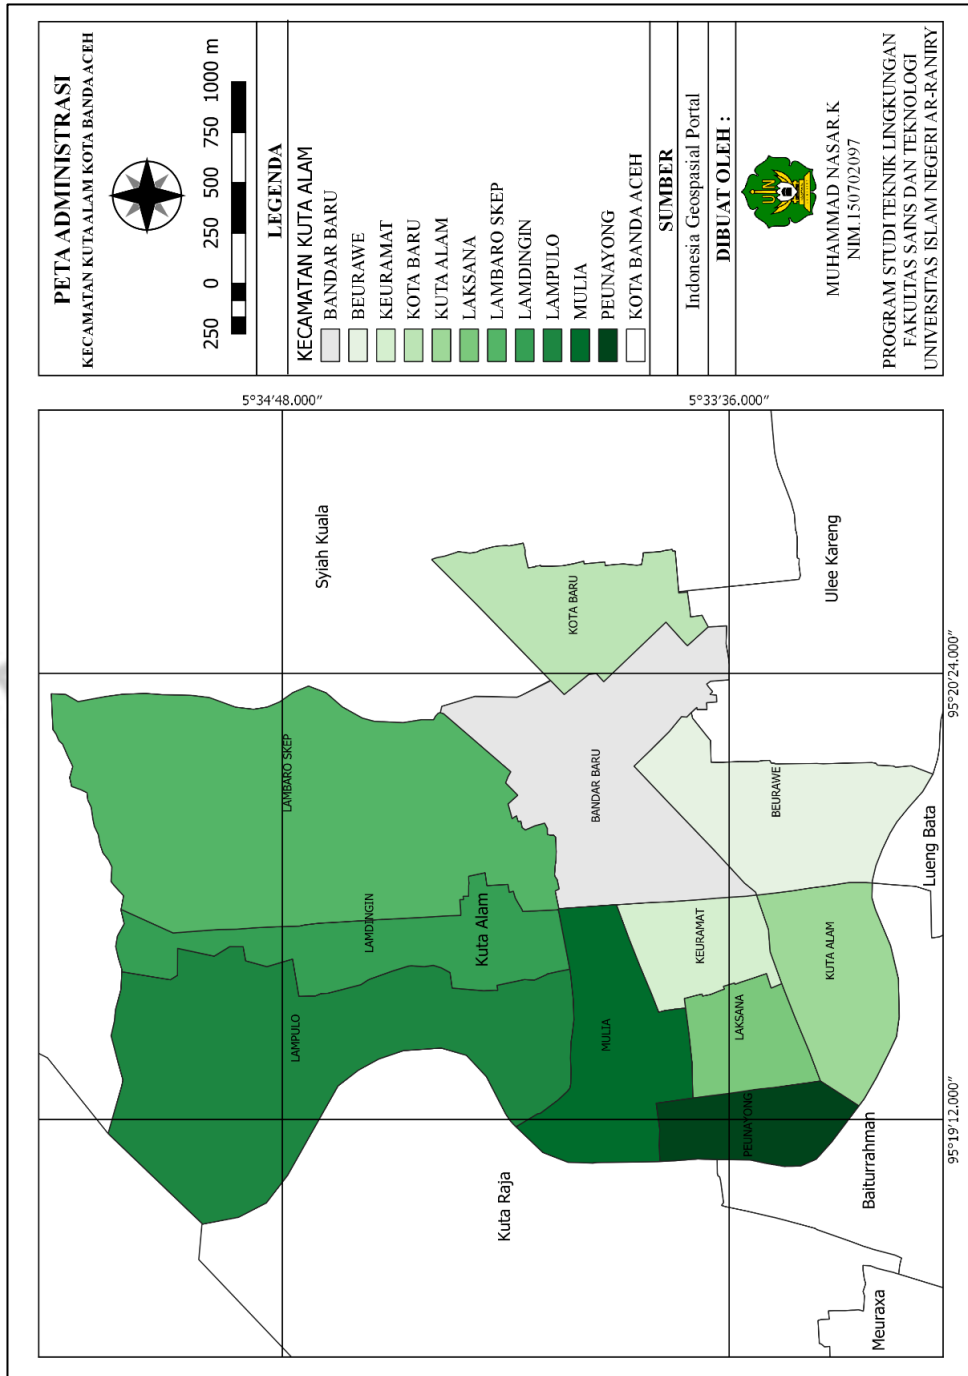 PETA ADMINISTRASI
KECAMATAN KUTA ALAM KOTA BANDA ACEH
250 0 250 500 750 1000 m
LEGENDA
KECAMATAN KUTA ALAM
BANDAR BARU
BEURAWE
KEURAMAT
KOTA BARU
KUTA ALAM
LAKSANA
LAMBARO SKEP
LAMDINGIN
LAMPULO
MULIA
PEUNAYONG
KOTA BANDA ACEH
SUMBER
Indonesia Geospasial Portal
DIBUAT OLEH :
UIN
MUHAMMAD NASAR.K
NIM.150702097
PROGRAM STUDI TEKNIK LINGKUNGAN
FAKULTAS SAINS DAN TEKNOLOGI
UNIVERSITAS ISLAM NEGERI AR-RANIRY
5°34'48.000"
5°33'36.000"
Syiah Kuala
Ulee Kareng
KOTA BARU
95°20'24.000"
LAMBARO SKEP
BANDAR BARU
BEURAWE
Lueng Bata
LAMDINGIN
Kuta Alam
KEURAMAT
KUTA ALAM
LAMPULO
MULIA
LAKSANA
PEUNAYONG
95°19'12.000"
Kuta Raja
Baiturrahman
Meuraxa